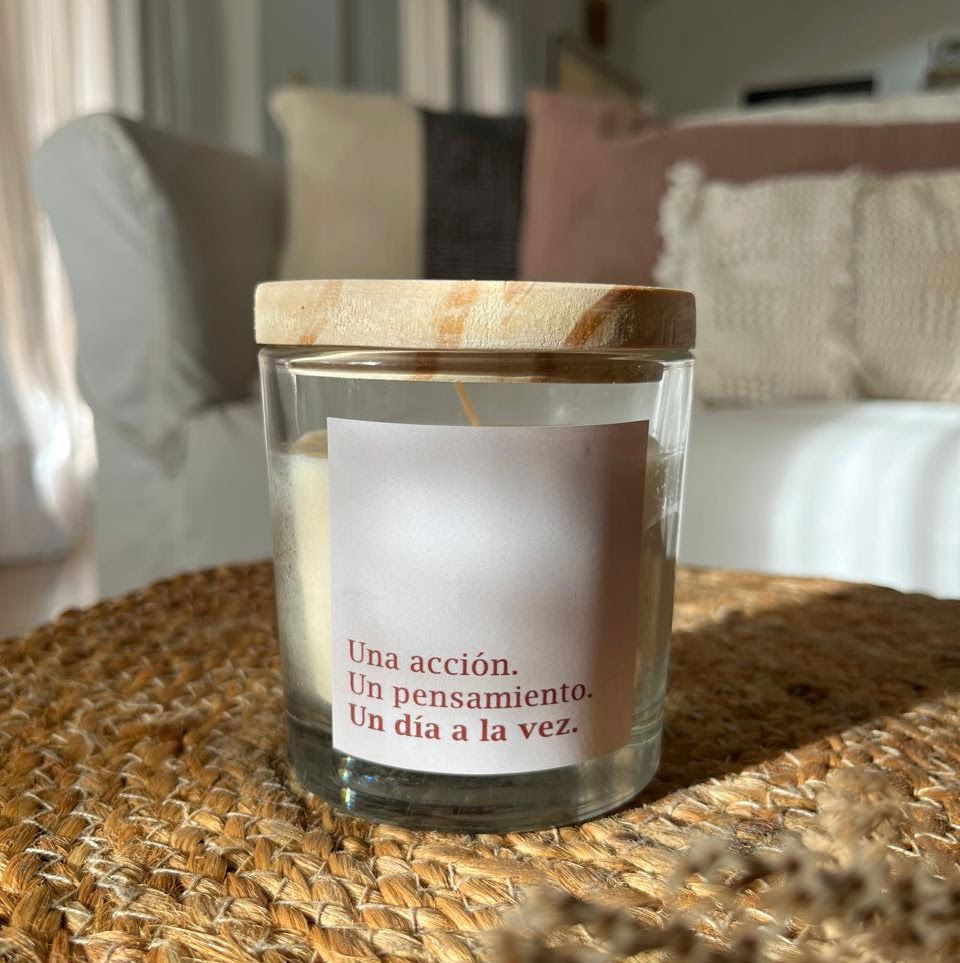 Una acción.
Un pensamiento.
Un día a la vez.